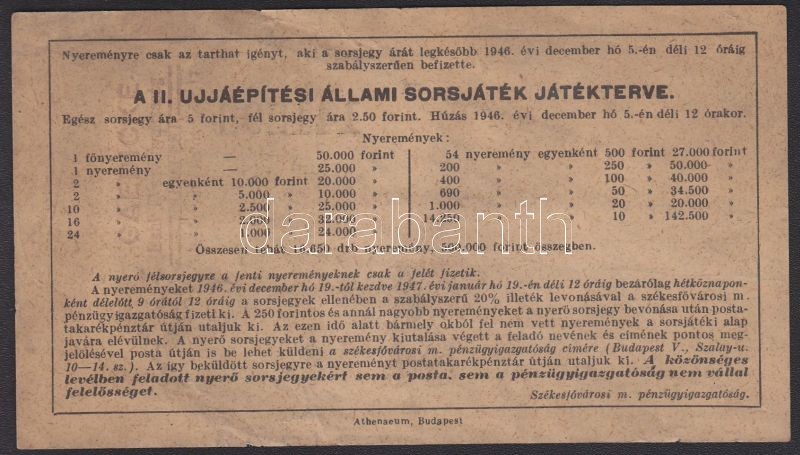 Nyereményre csak az tarthat igényt, aki a sorsjegy árát legkésőbb 1946. évi december hó 5.-én déli 12 óráig
szabályszerűen befizette.
A II. UJJÁÉPÍTÉSI ÁLLAMI SORSJÁTÉK JÁTÉKTERVE.
Egész sorsjegy ára 5 forint, fél sorsjegy ára 2.50 forint. Húzás 1946. évi december hó 5.-én déli 12 órakor.
Nyeremények:
1 főnyeremény — 50.000 forint
1 nyeremény — 25.000 „
2 „ egyenként 10.000 forint 20.000 „
2 „ „ 5.000 „ 10.000 „
10 „ „ 2.500 „ 25.000 „
16 „ „ 2.000 „ 32.000 „
24 „ „ 1.000 „ 24.000 „
54 nyeremény egyenként 500 forint 27.000 forint
200 „ „ 250 „ 50.000 „
400 „ „ 100 „ 40.000 „
690 „ „ 50 „ 34.500 „
1.000 „ „ 20 „ 20.000 „
14.250 „ „ 10 „ 142.500 „
darabanth
Összesen tehát 16.650 drb nyeremény, 500.000 forint összegben.
A nyerő félsorsjegyre a fenti nyereményeknek csak a felét fizetik.
A nyereményeket 1946. évi december hó 19.-től kezdve 1947. évi január hó 19.-én déli 12 óráig bezárólag hétköznapon-
ként délelőtt 9 órától 12 óráig a sorsjegyek ellenében a szabályszerű 20% illeték levonásával a székesfővárosi m.
pénzügyigazgatóság fizeti ki. A 250 forintos és annál nagyobb nyereményeket a nyerő sorsjegy bevonása után posta-
takarékpénztár útján utaljuk ki. Az ezen idő alatt bármely okból fel nem vett nyeremények a sorsjátéki alap
javára elévülnek. A nyerő sorsjegyeket a nyeremény kiutalása végett a feladó nevének és címének pontos meg-
jelölésével posta útján is be lehet küldeni a székesfővárosi m. pénzügyigazgatóság címére (Budapest V., Szalay-u.
10—14. sz.). Az így beküldött sorsjegyre a nyereményt postatakarékpénztár útján utaljuk ki. A közönséges
levélben feladott nyerő sorsjegyekért sem a posta, sem a pénzügyigazgatóság nem vállal
felelősséget.
Székesfővárosi m. pénzügyigazgatóság.
Athenaeum, Budapest